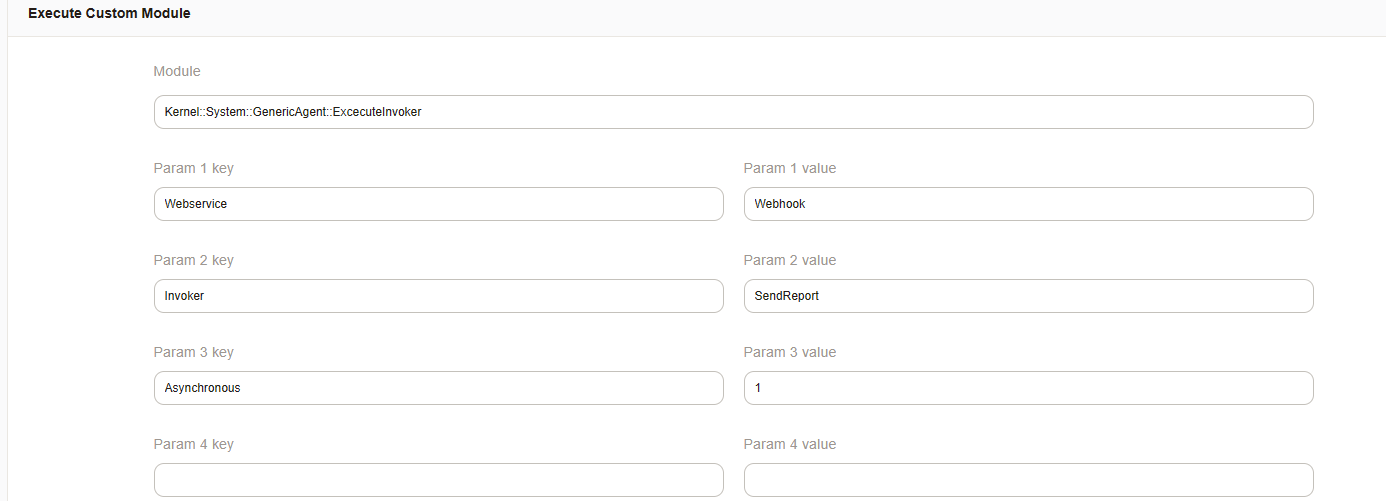 Execute Custom Module
Module
Kernel::System::GenericAgent::ExcecuteInvoker
Param 1 key Param 1 value
Webservice Webhook
Param 2 key Param 2 value
Invoker SendReport
Param 3 key Param 3 value
Asynchronous 1
Param 4 key Param 4 value